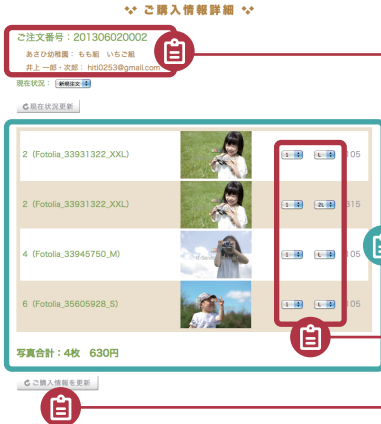 ご購入情報詳細
ご注文番号：201306020002
あさひ幼稚園： もも組 いちご組
井上 一郎・次郎： hiti0253@gmail.com
現在状況： 新規注文
現在状況更新
2 (Fotolia_33931322_XXL) 1 L 105
2 (Fotolia_33931322_XXL) 1 2L 315
4 (Fotolia_33945750_M) 1 L 105
6 (Fotolia_35605928_S) 1 L 105
写真合計：4枚 630円
ご購入情報を更新